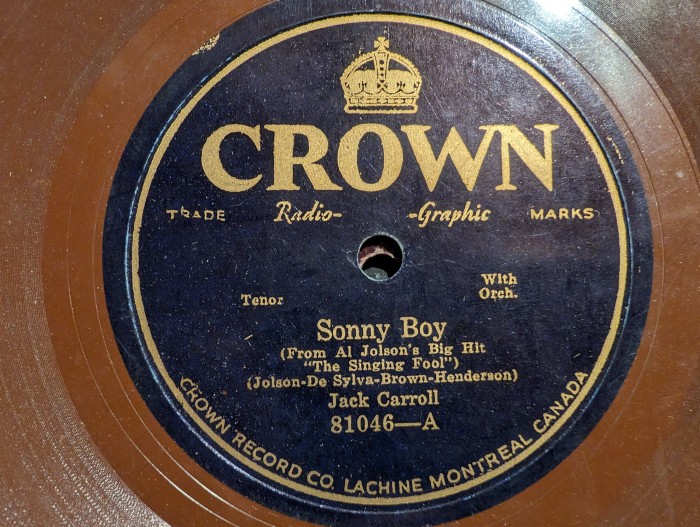 CROWN
TRADE Radio- -Graphic MARKS
Tenor With Orch.
Sonny Boy
(From Al Jolson's Big Hit
"The Singing Fool")
(Jolson-De Sylva-Brown-Henderson)
Jack Carroll
81046—A
CROWN RECORD CO. LACHINE MONTREAL CANADA